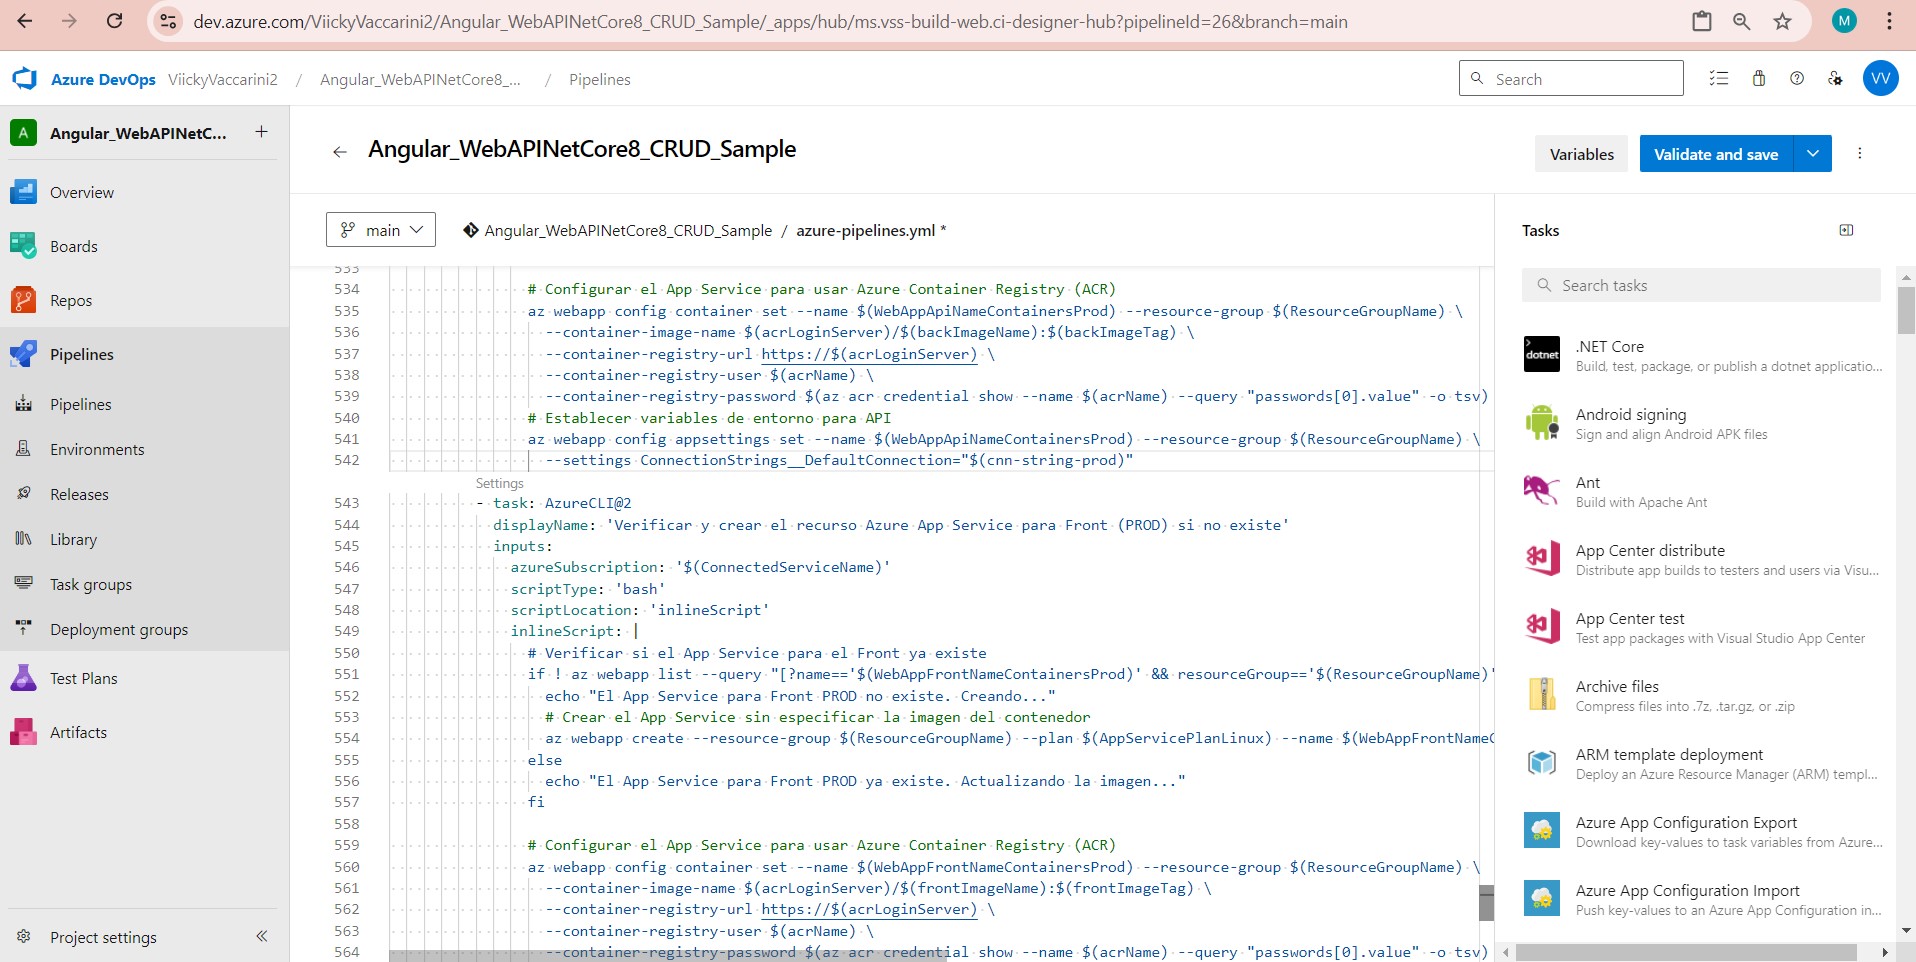 dev.azure.com/ViickyVaccarini2/Angular_WebAPINetCore8_CRUD_Sample/_apps/hub/ms.vss-build-web.ci-designer-hub?pipelineId=26&branch=main
M
Azure DevOps ViickyVaccarini2 / Angular_WebAPINetCore8_... / Pipelines
Search
VV
A Angular_WebAPINetC... +
Overview
Boards
Repos
Pipelines
Pipelines
Environments
Releases
Library
Task groups
Deployment groups
Test Plans
Artifacts
Project settings
Angular_WebAPINetCore8_CRUD_Sample
Variables
Validate and save
main
Angular_WebAPINetCore8_CRUD_Sample / azure-pipelines.yml *
533
534 # Configurar el App Service para usar Azure Container Registry (ACR)
535 az webapp config container set --name $(WebAppApiNameContainersProd) --resource-group $(ResourceGroupName) \
536 --container-image-name $(acrLoginServer)/$(backImageName):$(backImageTag) \
537 --container-registry-url https://$(acrLoginServer) \
538 --container-registry-user $(acrName) \
539 --container-registry-password $(az acr credential show --name $(acrName) --query "passwords[0].value" -o tsv)
540 # Establecer variables de entorno para API
541 az webapp config appsettings set --name $(WebAppApiNameContainersProd) --resource-group $(ResourceGroupName) \
542 --settings ConnectionStrings__DefaultConnection="$(cnn-string-prod)"
Settings
543 - task: AzureCLI@2
544 displayName: 'Verificar y crear el recurso Azure App Service para Front (PROD) si no existe'
545 inputs:
546 azureSubscription: '$(ConnectedServiceName)'
547 scriptType: 'bash'
548 scriptLocation: 'inlineScript'
549 inlineScript: |
550 # Verificar si el App Service para el Front ya existe
551 if ! az webapp list --query "[?name=='$(WebAppFrontNameContainersProd)' && resourceGroup=='$(ResourceGroupName)'
552 echo "El App Service para Front PROD no existe. Creando..."
553 # Crear el App Service sin especificar la imagen del contenedor
554 az webapp create --resource-group $(ResourceGroupName) --plan $(AppServicePlanLinux) --name $(WebAppFrontNameC
555 else
556 echo "El App Service para Front PROD ya existe. Actualizando la imagen..."
557 fi
558
559 # Configurar el App Service para usar Azure Container Registry (ACR)
560 az webapp config container set --name $(WebAppFrontNameContainersProd) --resource-group $(ResourceGroupName) \
561 --container-image-name $(acrLoginServer)/$(frontImageName):$(frontImageTag) \
562 --container-registry-url https://$(acrLoginServer) \
563 --container-registry-user $(acrName) \
564 --container-registry-password $(az acr credential show --name $(acrName) --query "passwords[0].value" -o tsv)
Tasks
Search tasks
dotnet
.NET Core
Build, test, package, or publish a dotnet applicatio...
Android signing
Sign and align Android APK files
Ant
Build with Apache Ant
App Center distribute
Distribute app builds to testers and users via Visu...
App Center test
Test app packages with Visual Studio App Center
Archive files
Compress files into .7z, .tar.gz, or .zip
ARM template deployment
Deploy an Azure Resource Manager (ARM) templ...
Azure App Configuration Export
Download key-values to task variables from Azure...
Azure App Configuration Import
Push key-values to an Azure App Configuration in...